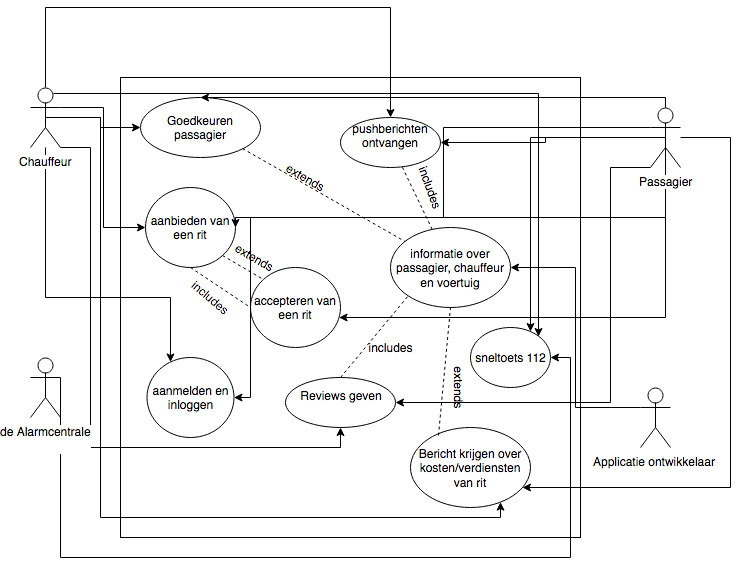 Goedkeuren
passagier
pushberichten
ontvangen
Chauffeur
Passagier
extends
includes
aanbieden van
een rit
informatie over
passagier, chauffeur
en voertuig
extends
includes
accepteren van
een rit
includes
sneltoets 112
extends
aanmelden en
inloggen
Reviews geven
de Alarmcentrale
Applicatie ontwikkelaar
Bericht krijgen over
kosten/verdiensten
van rit